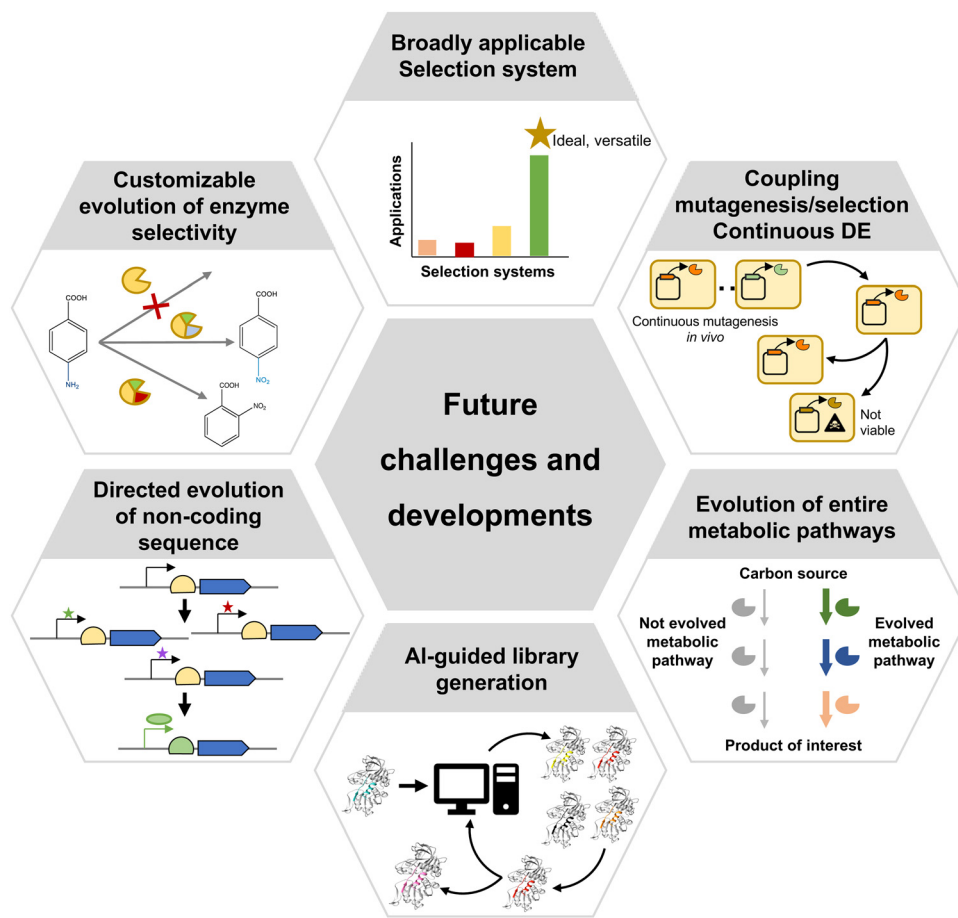 Broadly applicable
Selection system
Ideal, versatile
Applications
Selection systems
Customizable
evolution of enzyme
selectivity
COOH
NH₂
COOH
NO₂
COOH
NO₂
Coupling
mutagenesis/selection
Continuous DE
Continuous mutagenesis
in vivo
Not
viable
Future
challenges and
developments
Directed evolution
of non-coding
sequence
Evolution of entire
metabolic pathways
Carbon source
Not evolved
metabolic
pathway
Evolved
metabolic
pathway
Product of interest
AI-guided library
generation